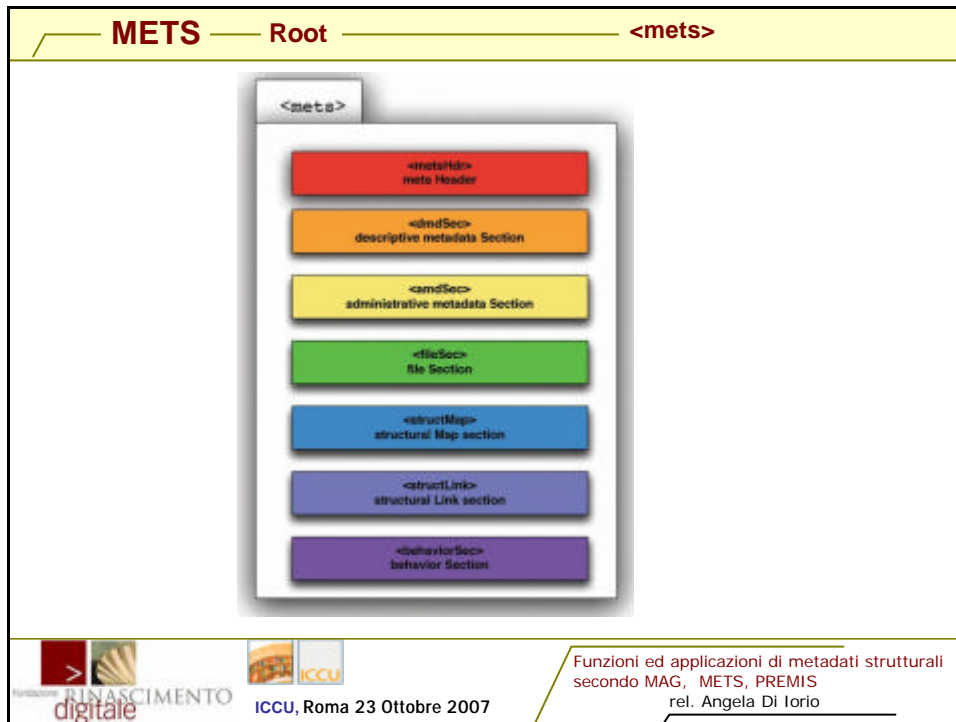 METS Root <mets>
<mets>
<metsHdr>
mets Header
<dmdSec>
descriptive metadata Section
<amdSec>
administrative metadata Section
<fileSec>
file Section
<structMap>
structural Map section
<structLink>
structural Link section
<behaviorSec>
behavior Section
Fondazione RINASCIMENTO
digitale
ICCU
ICCU, Roma 23 Ottobre 2007
Funzioni ed applicazioni di metadati strutturali
secondo MAG, METS, PREMIS
rel. Angela Di Iorio